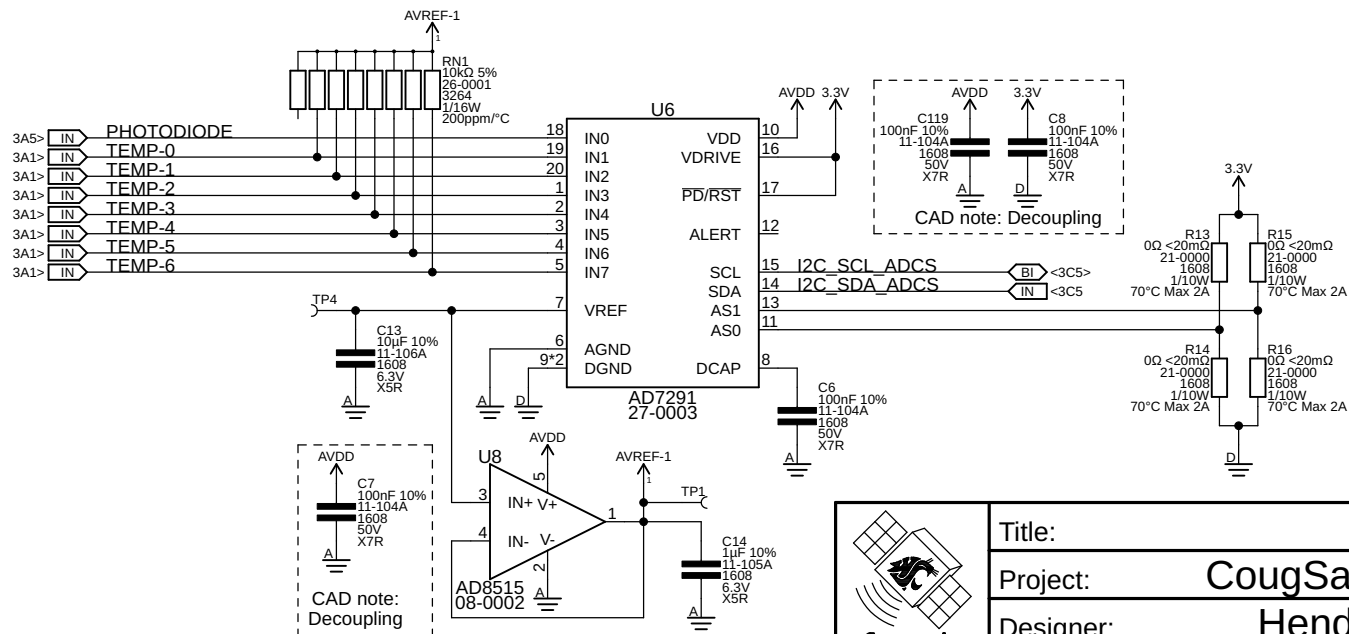 AVREF-1
1
RN1
10kΩ 5%
26-0001
3264
1/16W
200ppm/°C
3A5> IN PHOTODIODE
3A1> IN TEMP-0
3A1> IN TEMP-1
3A1> IN TEMP-2
3A1> IN TEMP-3
3A1> IN TEMP-4
3A1> IN TEMP-5
3A1> IN TEMP-6
U6
18 IN0
19 IN1
20 IN2
1 IN3
2 IN4
3 IN5
4 IN6
5 IN7
7 VREF
6 AGND
9*2 DGND
VDD 10
VDRIVE 16
PD/RST 17
ALERT 12
SCL 15
SDA 14
AS1 13
AS0 11
DCAP 8
AD7291
27-0003
AVDD 3.3V
I2C_SCL_ADCS BI <3C5>
I2C_SDA_ADCS IN <3C5
AVDD 3.3V
C119
100nF 10%
11-104A
1608
50V
X7R
A
C8
100nF 10%
11-104A
1608
50V
X7R
D
CAD note: Decoupling
3.3V
R13
0Ω <20mΩ
21-0000
1608
1/10W
70°C Max 2A
R15
0Ω <20mΩ
21-0000
1608
1/10W
70°C Max 2A
R14
0Ω <20mΩ
21-0000
1608
1/10W
70°C Max 2A
R16
0Ω <20mΩ
21-0000
1608
1/10W
70°C Max 2A
D
TP4
C13
10µF 10%
11-106A
1608
6.3V
X5R
A
A
D
C6
100nF 10%
11-104A
1608
50V
X7R
A
AVDD
C7
100nF 10%
11-104A
1608
50V
X7R
A
CAD note:
Decoupling
U8
AVDD
5
3 IN+ V+
4 IN- V-
1
2
A
AD8515
08-0002
AVREF-1
1
TP1
C14
1µF 10%
11-105A
1608
6.3V
X5R
A
Title:
Project: CougSa
Designer: Hend